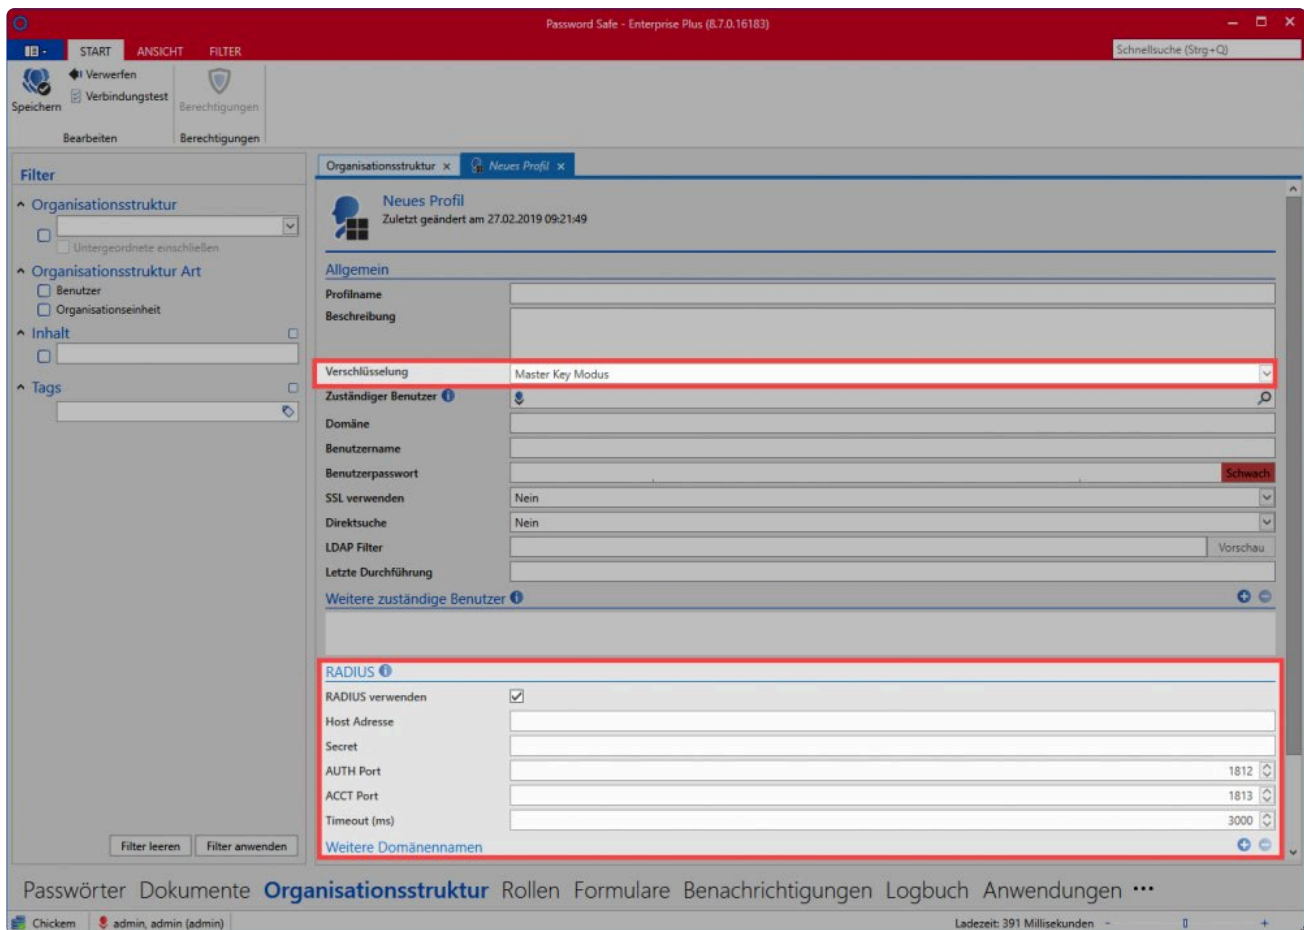 Password Safe - Enterprise Plus (8.7.0.16183)
START ANSICHT FILTER
Schnellsuche (Strg+Q)
Speichern
Verwerfen
Verbindungstest
Bearbeiten
Berechtigungen
Berechtigungen
Filter
Organisationsstruktur
Untergeordnete einschließen
Organisationsstruktur Art
Benutzer
Organisationseinheit
Inhalt
Tags
Filter leeren Filter anwenden
Organisationsstruktur x Neues Profil x
Neues Profil
Zuletzt geändert am 27.02.2019 09:21:49
Allgemein
Profilname
Beschreibung
Verschlüsselung Master Key Modus
Zuständiger Benutzer
Domäne
Benutzername
Benutzerpasswort Schwach
SSL verwenden Nein
Direktsuche Nein
LDAP Filter Vorschau
Letzte Durchführung
Weitere zuständige Benutzer
RADIUS
RADIUS verwenden
Host Adresse
Secret
AUTH Port 1812
ACCT Port 1813
Timeout (ms) 3000
Weitere Domänennamen
Passwörter Dokumente Organisationsstruktur Rollen Formulare Benachrichtigungen Logbuch Anwendungen •••
Chickem admin, admin (admin) Ladezeit: 391 Millisekunden - +